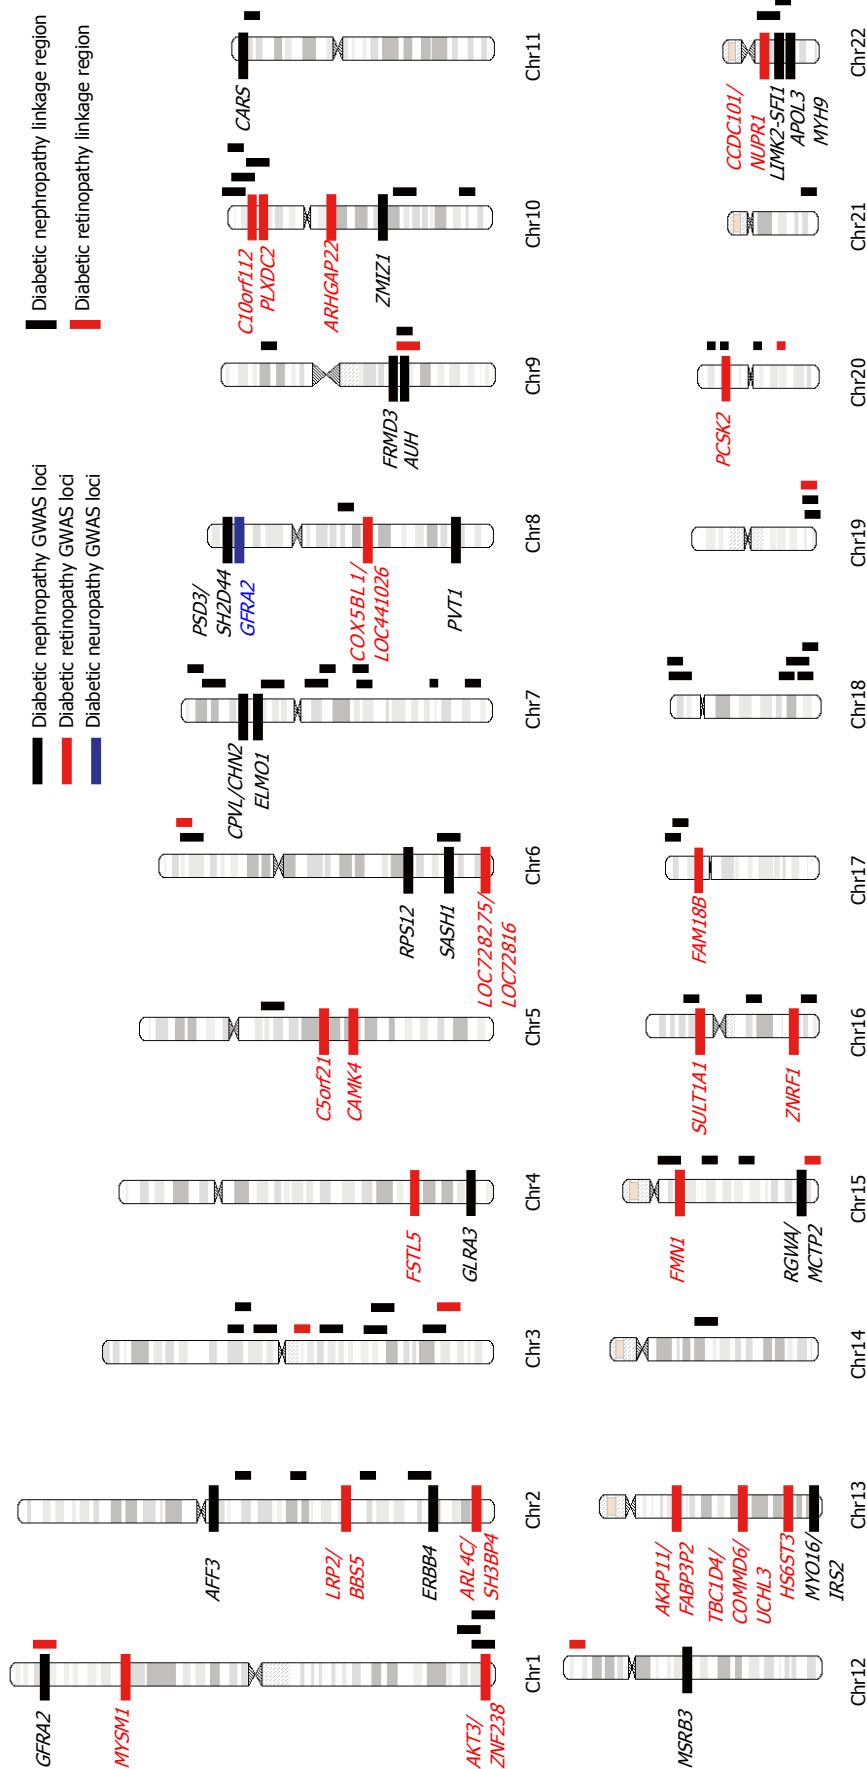 Diabetic nephropathy GWAS loci
Diabetic retinopathy GWAS loci
Diabetic neuropathy GWAS loci
Diabetic nephropathy linkage region
Diabetic retinopathy linkage region
GFRA2
MYSM1
AKT3/
ZNF238
Chr1
AFF3
LRP2/
BBS5
ERBB4
ARL4C/
SH3BP4
Chr2
Chr3
FSTL5
GLRA3
Chr4
C5orf21
CAMK4
Chr5
RPS12
SASH1
LOC728275/
LOC72816
Chr6
CPVL/CHN2
ELMO1
Chr7
PSD3/
SH2D44
GFRA2
COX5BL1/
LOC441026
PVT1
Chr8
FRMD3
AUH
Chr9
C10orf112
PLXDC2
ARHGAP22
ZMIZ1
Chr10
CARS
Chr11
MSRB3
Chr12
AKAP11/
FABP3P2
TBC1D4/
COMMD6/
UCHL3
HS6ST3
MYO16/
IRS2
Chr13
Chr14
FMN1
RGWA/
MCTP2
Chr15
SULT1A1
ZNRF1
Chr16
FAM18B
Chr17
Chr18
Chr19
PCSK2
Chr20
Chr21
CCDC101/
NUPR1
LIMK2-SFI1
APOL3
MYH9
Chr22